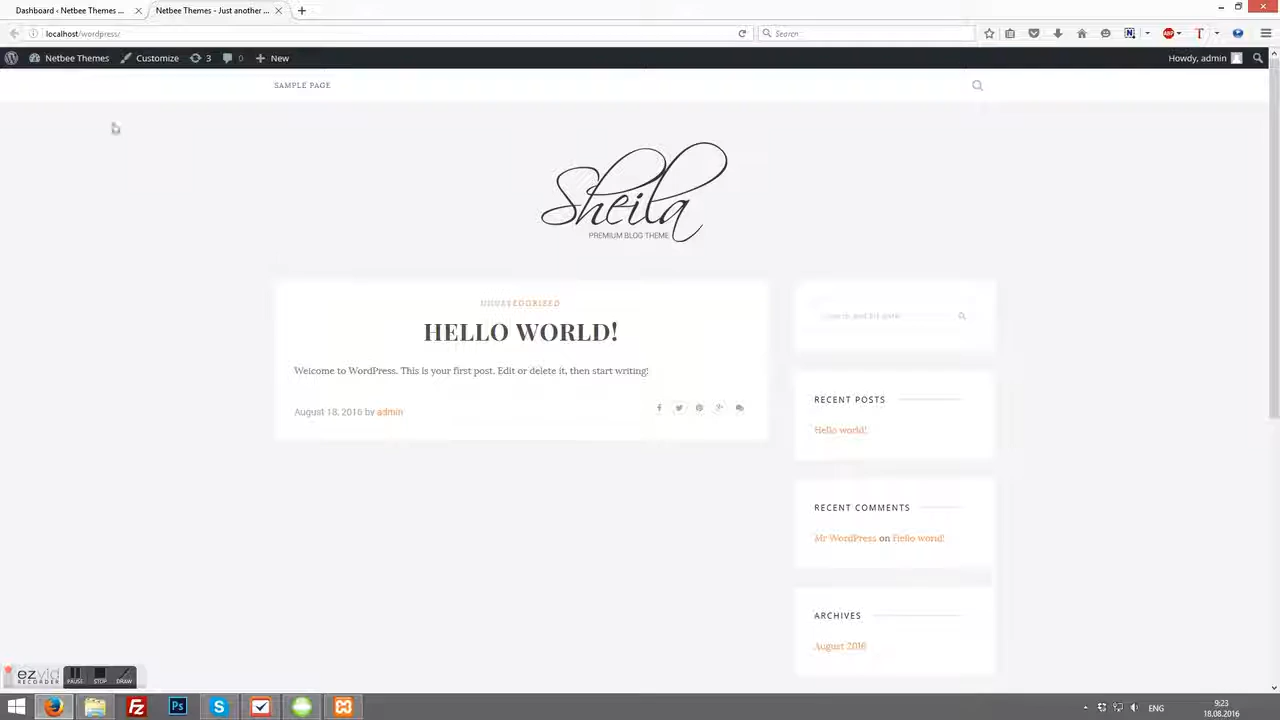 Dashboard ‹ Netbee Themes ...
Netbee Themes - Just another ...
localhost/wordpress/
Search
Netbee Themes
Customize
3
0
New
Howdy, admin
SAMPLE PAGE
Sheila
PREMIUM BLOG THEME
HELLO WORLD!
Welcome to WordPress. This is your first post. Edit or delete it, then start writing!
August 18, 2016 by admin
RECENT POSTS
Hello world!
RECENT COMMENTS
Mr WordPress on Hello world!
ARCHIVES
August 2016
ezvid
RECORDER
PAUSE
STOP
DRAW
ENG
9:23
18.08.2016